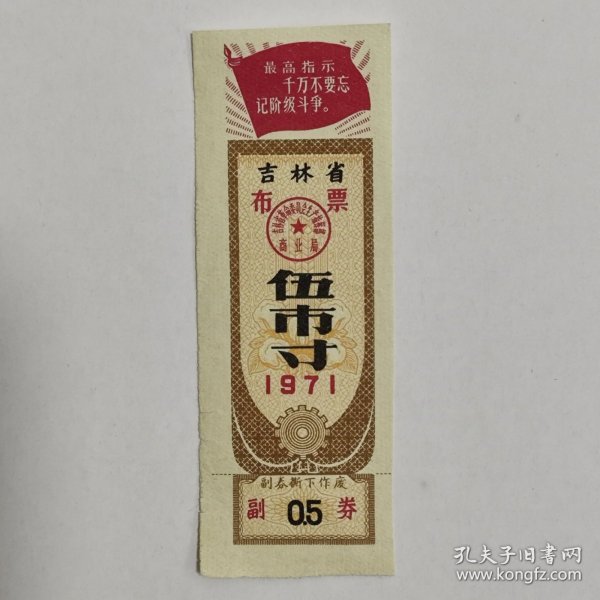 最高指示
千万不要忘
记阶级斗争。
吉林省
布票
商业局
伍市寸
1971
副券撕下作废
副 0.5 券
孔夫子旧书网
www.kongfz.com